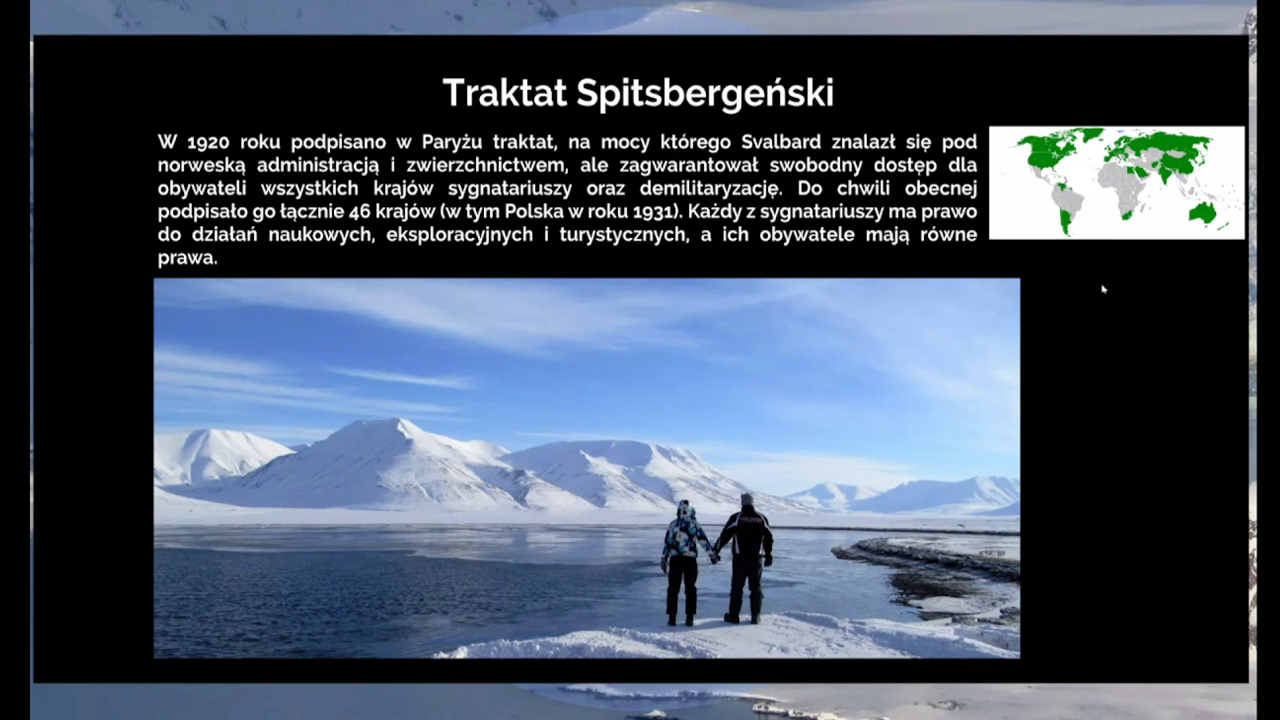 Traktat Spitsbergeński
W 1920 roku podpisano w Paryżu traktat, na mocy którego Svalbard znalazł się pod
norweską administracją i zwierzchnictwem, ale zagwarantował swobodny dostęp dla
obywateli wszystkich krajów sygnatariuszy oraz demilitaryzację. Do chwili obecnej
podpisało go łącznie 46 krajów (w tym Polska w roku 1931). Każdy z sygnatariuszy ma prawo
do działań naukowych, eksploracyjnych i turystycznych, a ich obywatele mają równe
prawa.